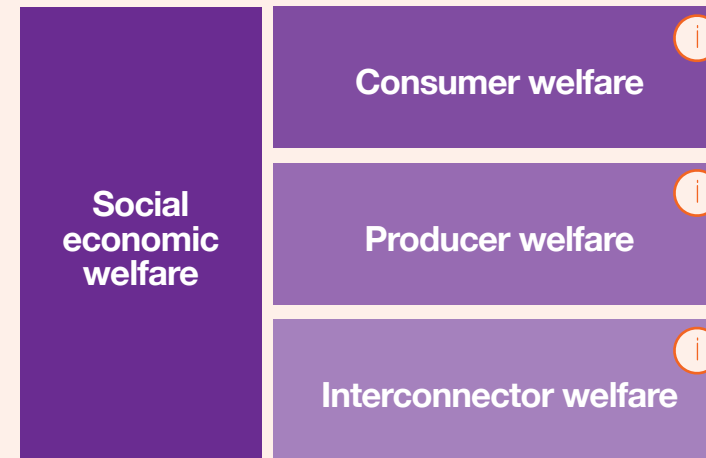 Social
economic
welfare
Consumer welfare
i
Producer welfare
i
Interconnector welfare
i